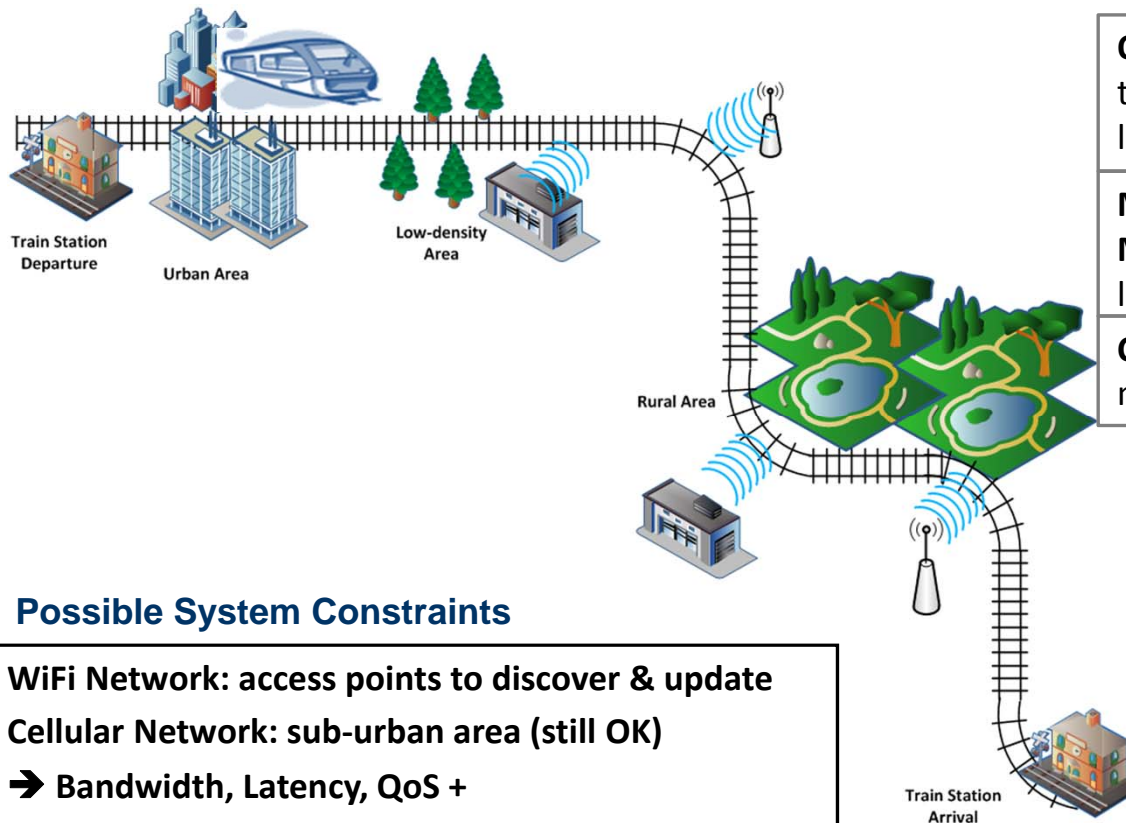 Train Station
Departure
Urban Area
Low-density
Area
Rural Area
Possible System Constraints
WiFi Network: access points to discover & update
Cellular Network: sub-urban area (still OK)
➔ Bandwidth, Latency, QoS +
Train Station
Arrival